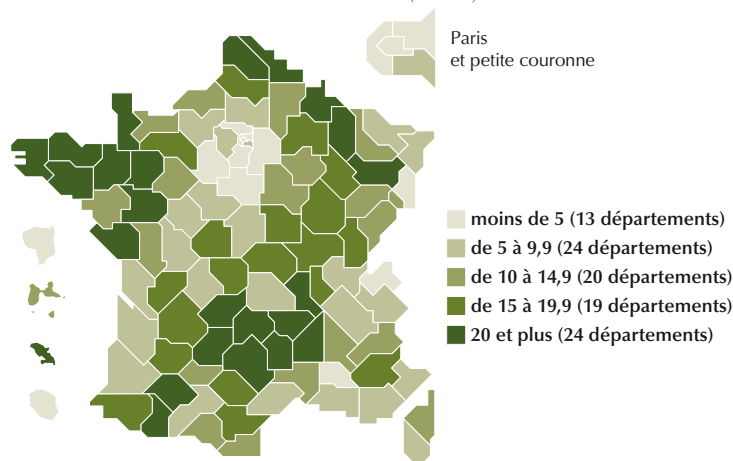 Paris
et petite couronne
moins de 5 (13 départements)
de 5 à 9,9 (24 départements)
de 10 à 14,9 (20 départements)
de 15 à 19,9 (19 départements)
20 et plus (24 départements)